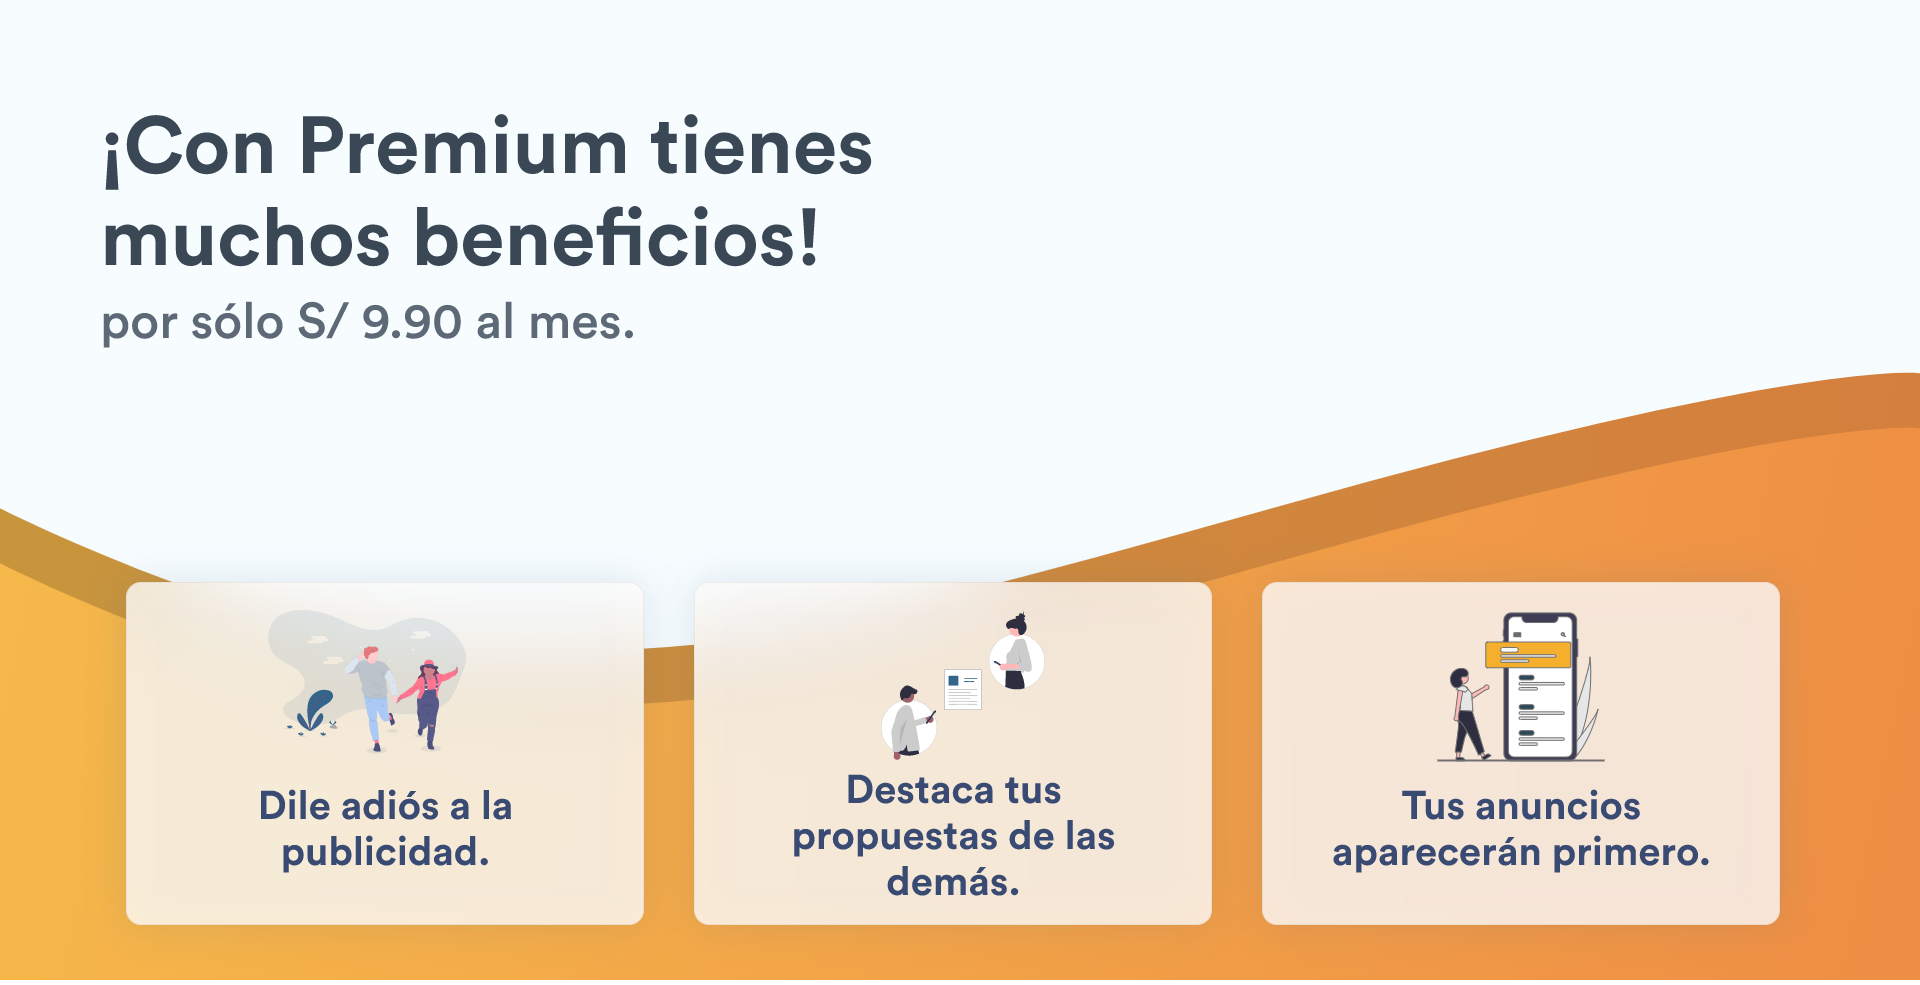 ¡Con Premium tienes
muchos beneficios!
por sólo S/ 9.90 al mes.
Dile adiós a la
publicidad.
Destaca tus
propuestas de las
demás.
Tus anuncios
aparecerán primero.